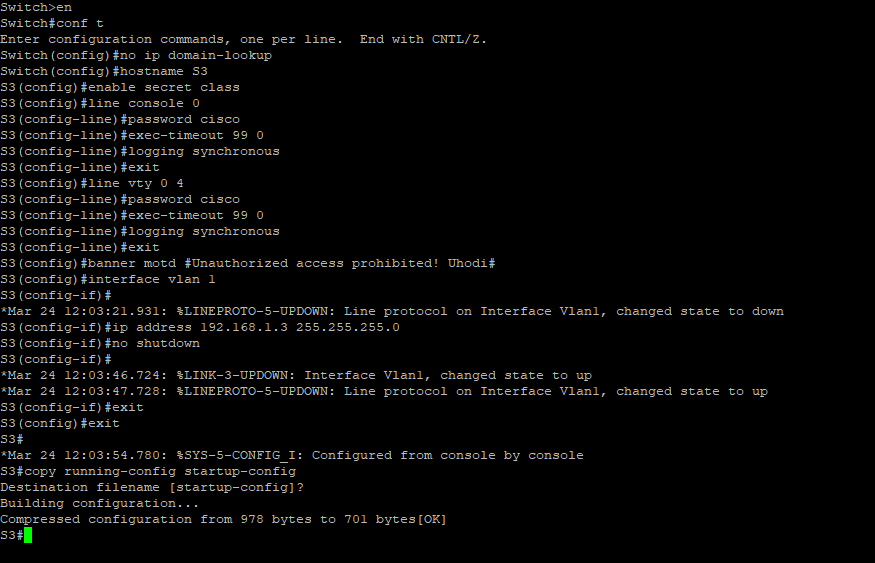 Switch>en
Switch#conf t
Enter configuration commands, one per line.  End with CNTL/Z.
Switch(config)#no ip domain-lookup
Switch(config)#hostname S3
S3(config)#enable secret class
S3(config)#line console 0
S3(config-line)#password cisco
S3(config-line)#exec-timeout 99 0
S3(config-line)#logging synchronous
S3(config-line)#exit
S3(config)#line vty 0 4
S3(config-line)#password cisco
S3(config-line)#exec-timeout 99 0
S3(config-line)#logging synchronous
S3(config-line)#exit
S3(config)#banner motd #Unauthorized access prohibited! Uhodi#
S3(config)#interface vlan 1
S3(config-if)#
*Mar 24 12:03:21.931: %LINEPROTO-5-UPDOWN: Line protocol on Interface Vlan1, changed state to down
S3(config-if)#ip address 192.168.1.3 255.255.255.0
S3(config-if)#no shutdown
S3(config-if)#
*Mar 24 12:03:46.724: %LINK-3-UPDOWN: Interface Vlan1, changed state to up
*Mar 24 12:03:47.728: %LINEPROTO-5-UPDOWN: Line protocol on Interface Vlan1, changed state to up
S3(config-if)#exit
S3(config)#exit
S3#
*Mar 24 12:03:54.780: %SYS-5-CONFIG_I: Configured from console by console
S3#copy running-config startup-config
Destination filename [startup-config]?
Building configuration...
Compressed configuration from 978 bytes to 701 bytes[OK]
S3#